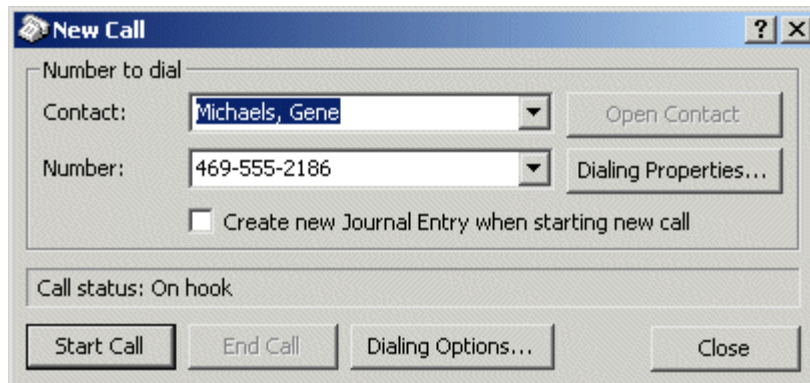 New Call
Number to dial
Contact: Michaels, Gene Open Contact
Number: 469-555-2186 Dialing Properties...
Create new Journal Entry when starting new call
Call status: On hook
Start Call End Call Dialing Options... Close